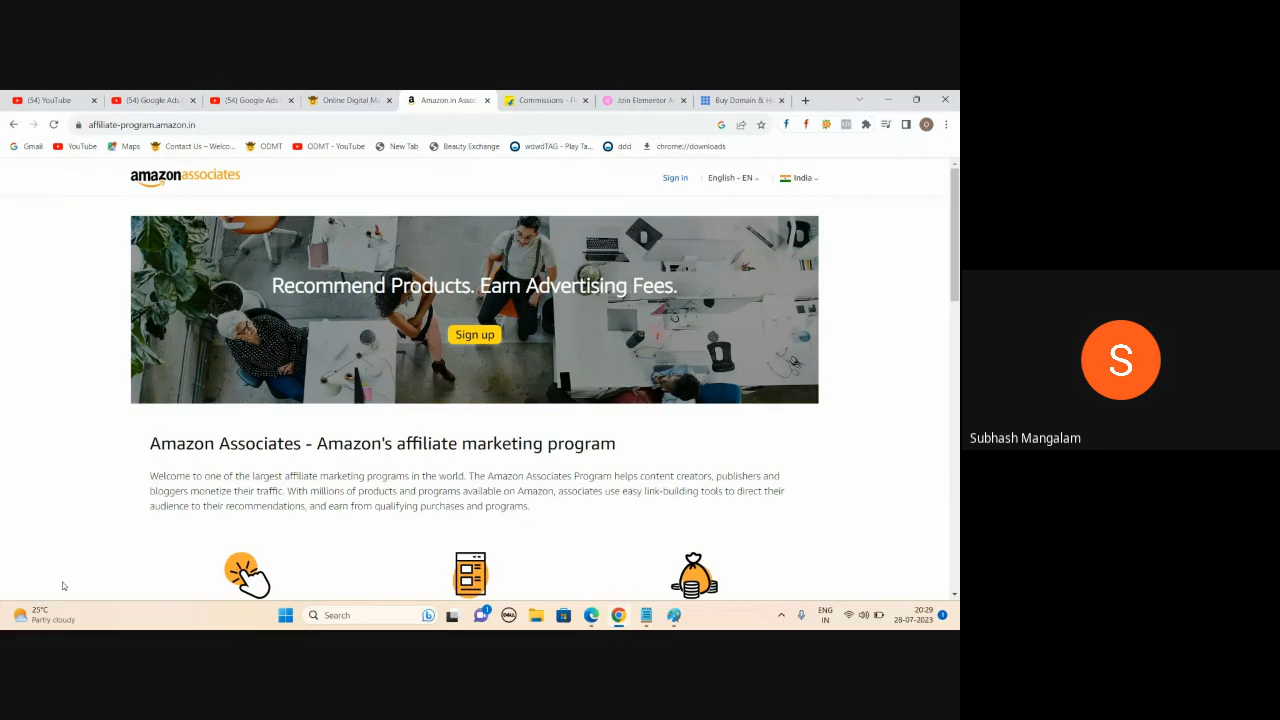 (54) YouTube
(54) Google Ads
(54) Google Ads
Online Digital M
Amazon.in Assoc
Commissions - F
Join Elementor A
Buy Domain & H
affiliate-program.amazon.in
Gmail
YouTube
Maps
Contact Us – Welco...
ODMT
ODMT - YouTube
New Tab
Beauty Exchange
wdwdTAG - Play Ta...
ddd
chrome://downloads
amazonassociates
Sign in
English - EN
India
Recommend Products. Earn Advertising Fees.
Sign up
Amazon Associates - Amazon's affiliate marketing program
Welcome to one of the largest affiliate marketing programs in the world. The Amazon Associates Program helps content creators, publishers and
bloggers monetize their traffic. With millions of products and programs available on Amazon, associates use easy link-building tools to direct their
audience to their recommendations, and earn from qualifying purchases and programs.
S
Subhash Mangalam
25°C
Partly cloudy
Search
ENG
IN
20:29
28-07-2023